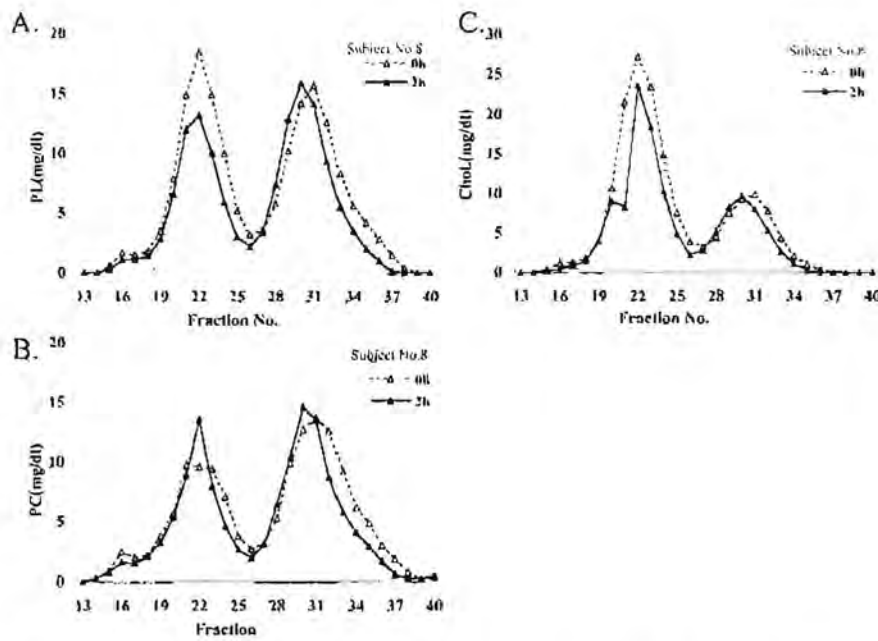 A.
PL(mg/dl)
20
15
10
5
0
Subject No.8
0h
2h
13 16 19 22 25 28 31 34 37 40
Fraction No.
C.
Chol.(mg/dl)
30
25
20
15
10
5
0
0h
2h
13 16 19 22 25 28 31 34 37 40
Fraction No.
B.
PC(mg/dl)
20
15
10
5
0
Subject No.8
0h
2h
13 16 19 22 25 28 31 34 37 40
Fraction